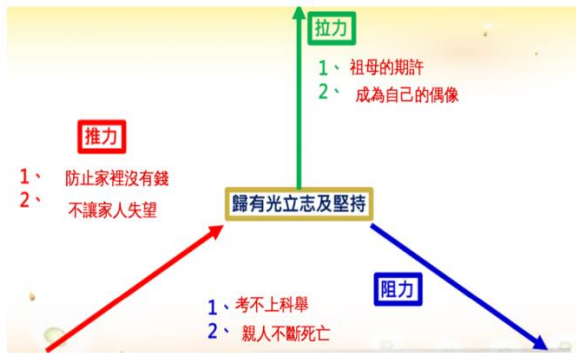 拉力
1、祖母的期許
2、成為自己的偶像
推力
1、防止家裡沒有錢
2、不讓家人失望
歸有光立志及堅持
阻力
1、考不上科舉
2、親人不斷死亡